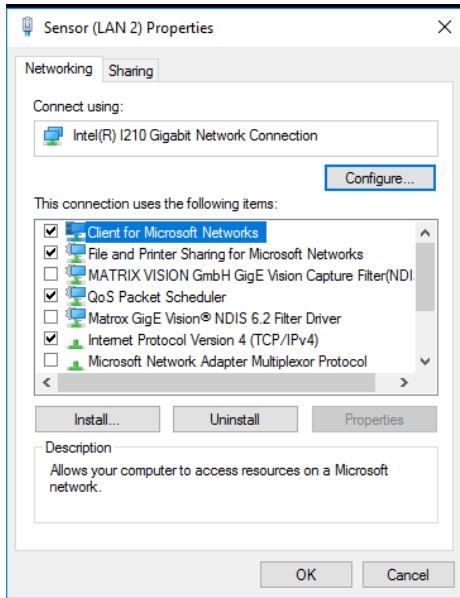 Sensor (LAN 2) Properties
Networking
Sharing
Connect using:
Intel(R) I210 Gigabit Network Connection
Configure...
This connection uses the following items:
Client for Microsoft Networks
File and Printer Sharing for Microsoft Networks
MATRIX VISION GmbH GigE Vision Capture Filter(NDI
QoS Packet Scheduler
Matrox GigE Vision® NDIS 6.2 Filter Driver
Internet Protocol Version 4 (TCP/IPv4)
Microsoft Network Adapter Multiplexor Protocol
Install...
Uninstall
Properties
Description
Allows your computer to access resources on a Microsoft
network.
OK
Cancel